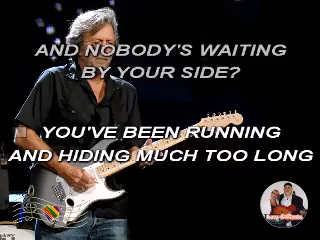 AND NOBODY'S WAITING
BY YOUR SIDE?
YOU'VE BEEN RUNNING
AND HIDING MUCH TOO LONG